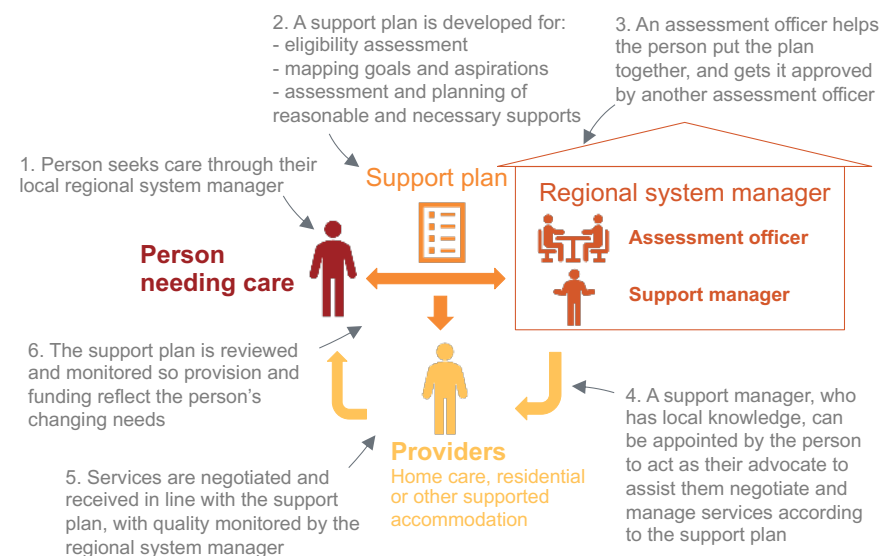 2. A support plan is developed for:
- eligibility assessment
- mapping goals and aspirations
- assessment and planning of
reasonable and necessary supports
3. An assessment officer helps
the person put the plan
together, and gets it approved
by another assessment officer
1. Person seeks care through their
local regional system manager
Support plan
Regional system manager
Assessment officer
Support manager
Person
needing care
6. The support plan is reviewed
and monitored so provision and
funding reflect the person’s
changing needs
4. A support manager, who
has local knowledge, can
be appointed by the person
to act as their advocate to
assist them negotiate and
manage services according
to the support plan
Providers
Home care, residential
or other supported
accommodation
5. Services are negotiated and
received in line with the support
plan, with quality monitored by the
regional system manager